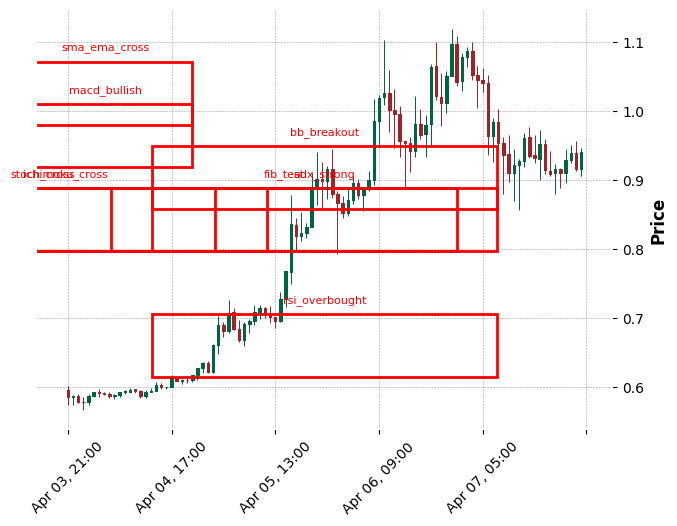 sma_ema_cross
macd_bullish
bb_breakout
fib_test
adx_strong
rsi_overbought
1.1
1.0
0.9
0.8
0.7
0.6
Price
Apr 03, 21:00
Apr 04, 17:00
Apr 05, 13:00
Apr 06, 09:00
Apr 07, 05:00